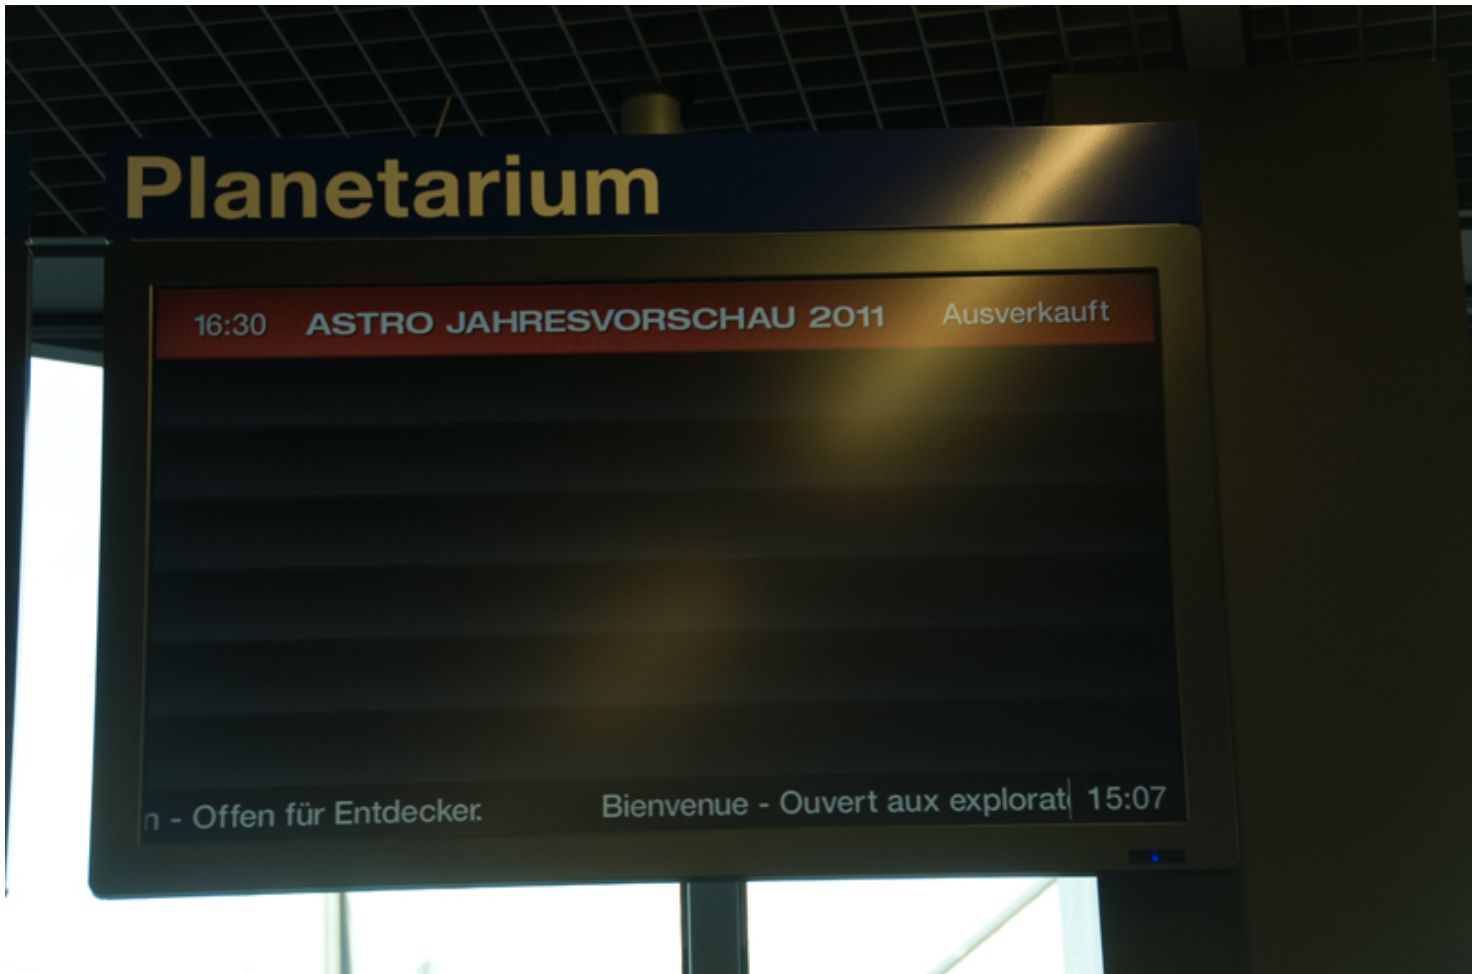 Planetarium
16:30 ASTRO JAHRESVORSCHAU 2011 Ausverkauft
n - Offen für Entdecker. Bienvenue - Ouvert aux explorat 15:07